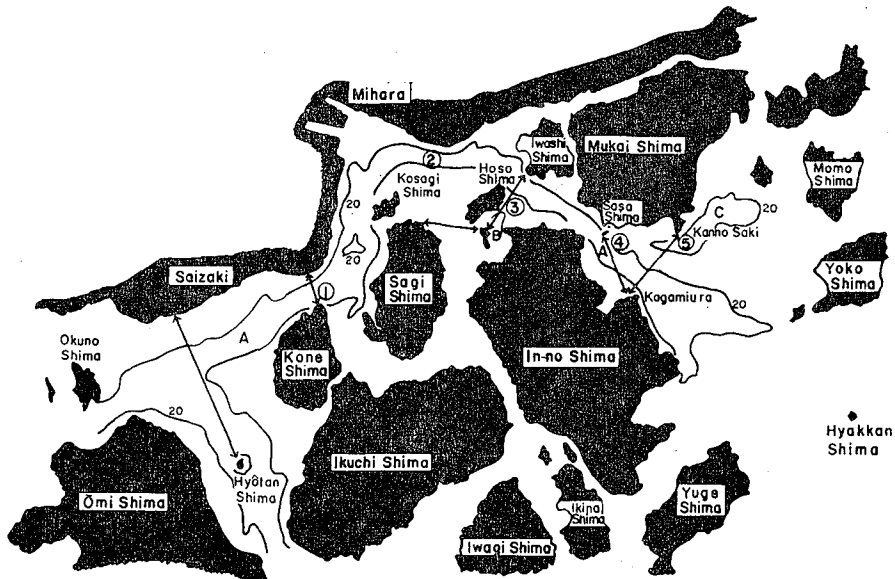 Mihara
Iwashi
Shima
Mukai Shima
②
Hoso
Shima
Kosagi
Shima
Momo
Shima
20
③
Sasa
Shima
C
20
B
④
⑤
Kanno Saki
A
20
Saizaki
Sagi
Shima
Yoko
Shima
①
Kagamiura
20
A
Okuno
Shima
Kone
Shima
In-no Shima
20
Hyakkan
Shima
Ikuchi Shima
Hyôtan
Shima
Ōmi Shima
Ikina
Shima
Yuge
Shima
Iwagi Shima